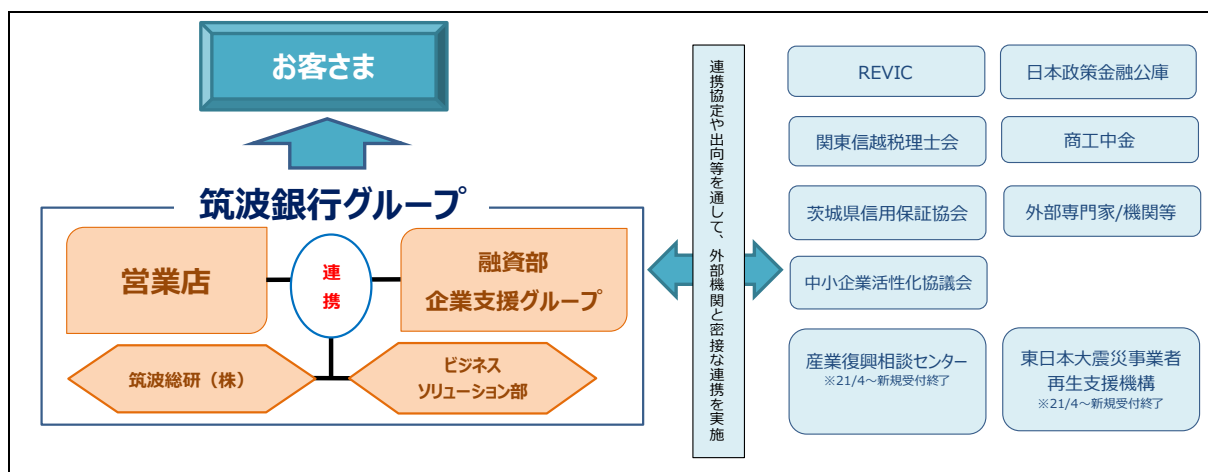 お客さま
筑波銀行グループ
営業店
連携
融資部
企業支援グループ
筑波総研（株）
ビジネス
ソリューション部
連携協定や出向等を通して、外部機関と密接な連携を実施
REVIC
日本政策金融公庫
関東信越税理士会
商工中金
茨城県信用保証協会
外部専門家/機関等
中小企業活性化協議会
産業復興相談センター
※21/4～新規受付終了
東日本大震災事業者
再生支援機構
※21/4～新規受付終了